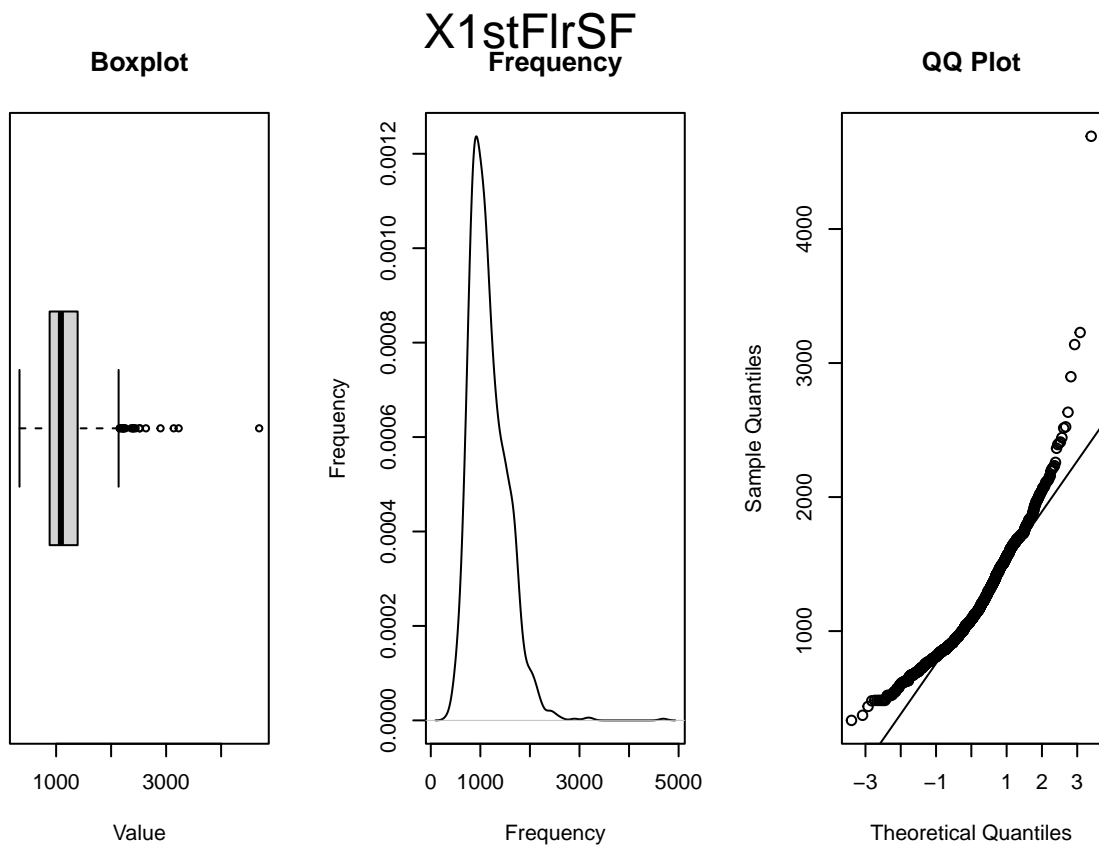 X1stFlrSF
Boxplot
1000 3000
Value
Frequency
Frequency
0.0000 0.0002 0.0004 0.0006 0.0008 0.0010 0.0012
0 1000 3000 5000
Frequency
QQ Plot
Sample Quantiles
1000 2000 3000 4000
−3 −1 1 2 3
Theoretical Quantiles